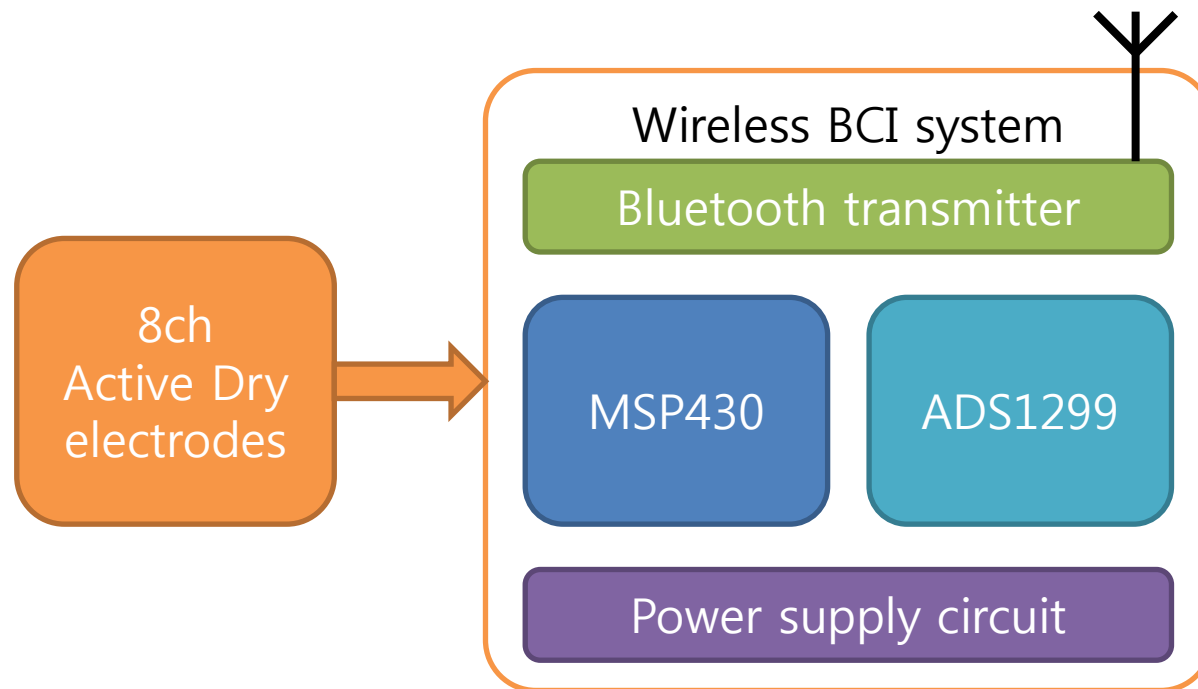 Wireless BCI system
Bluetooth transmitter
8ch
Active Dry
electrodes
MSP430
ADS1299
Power supply circuit